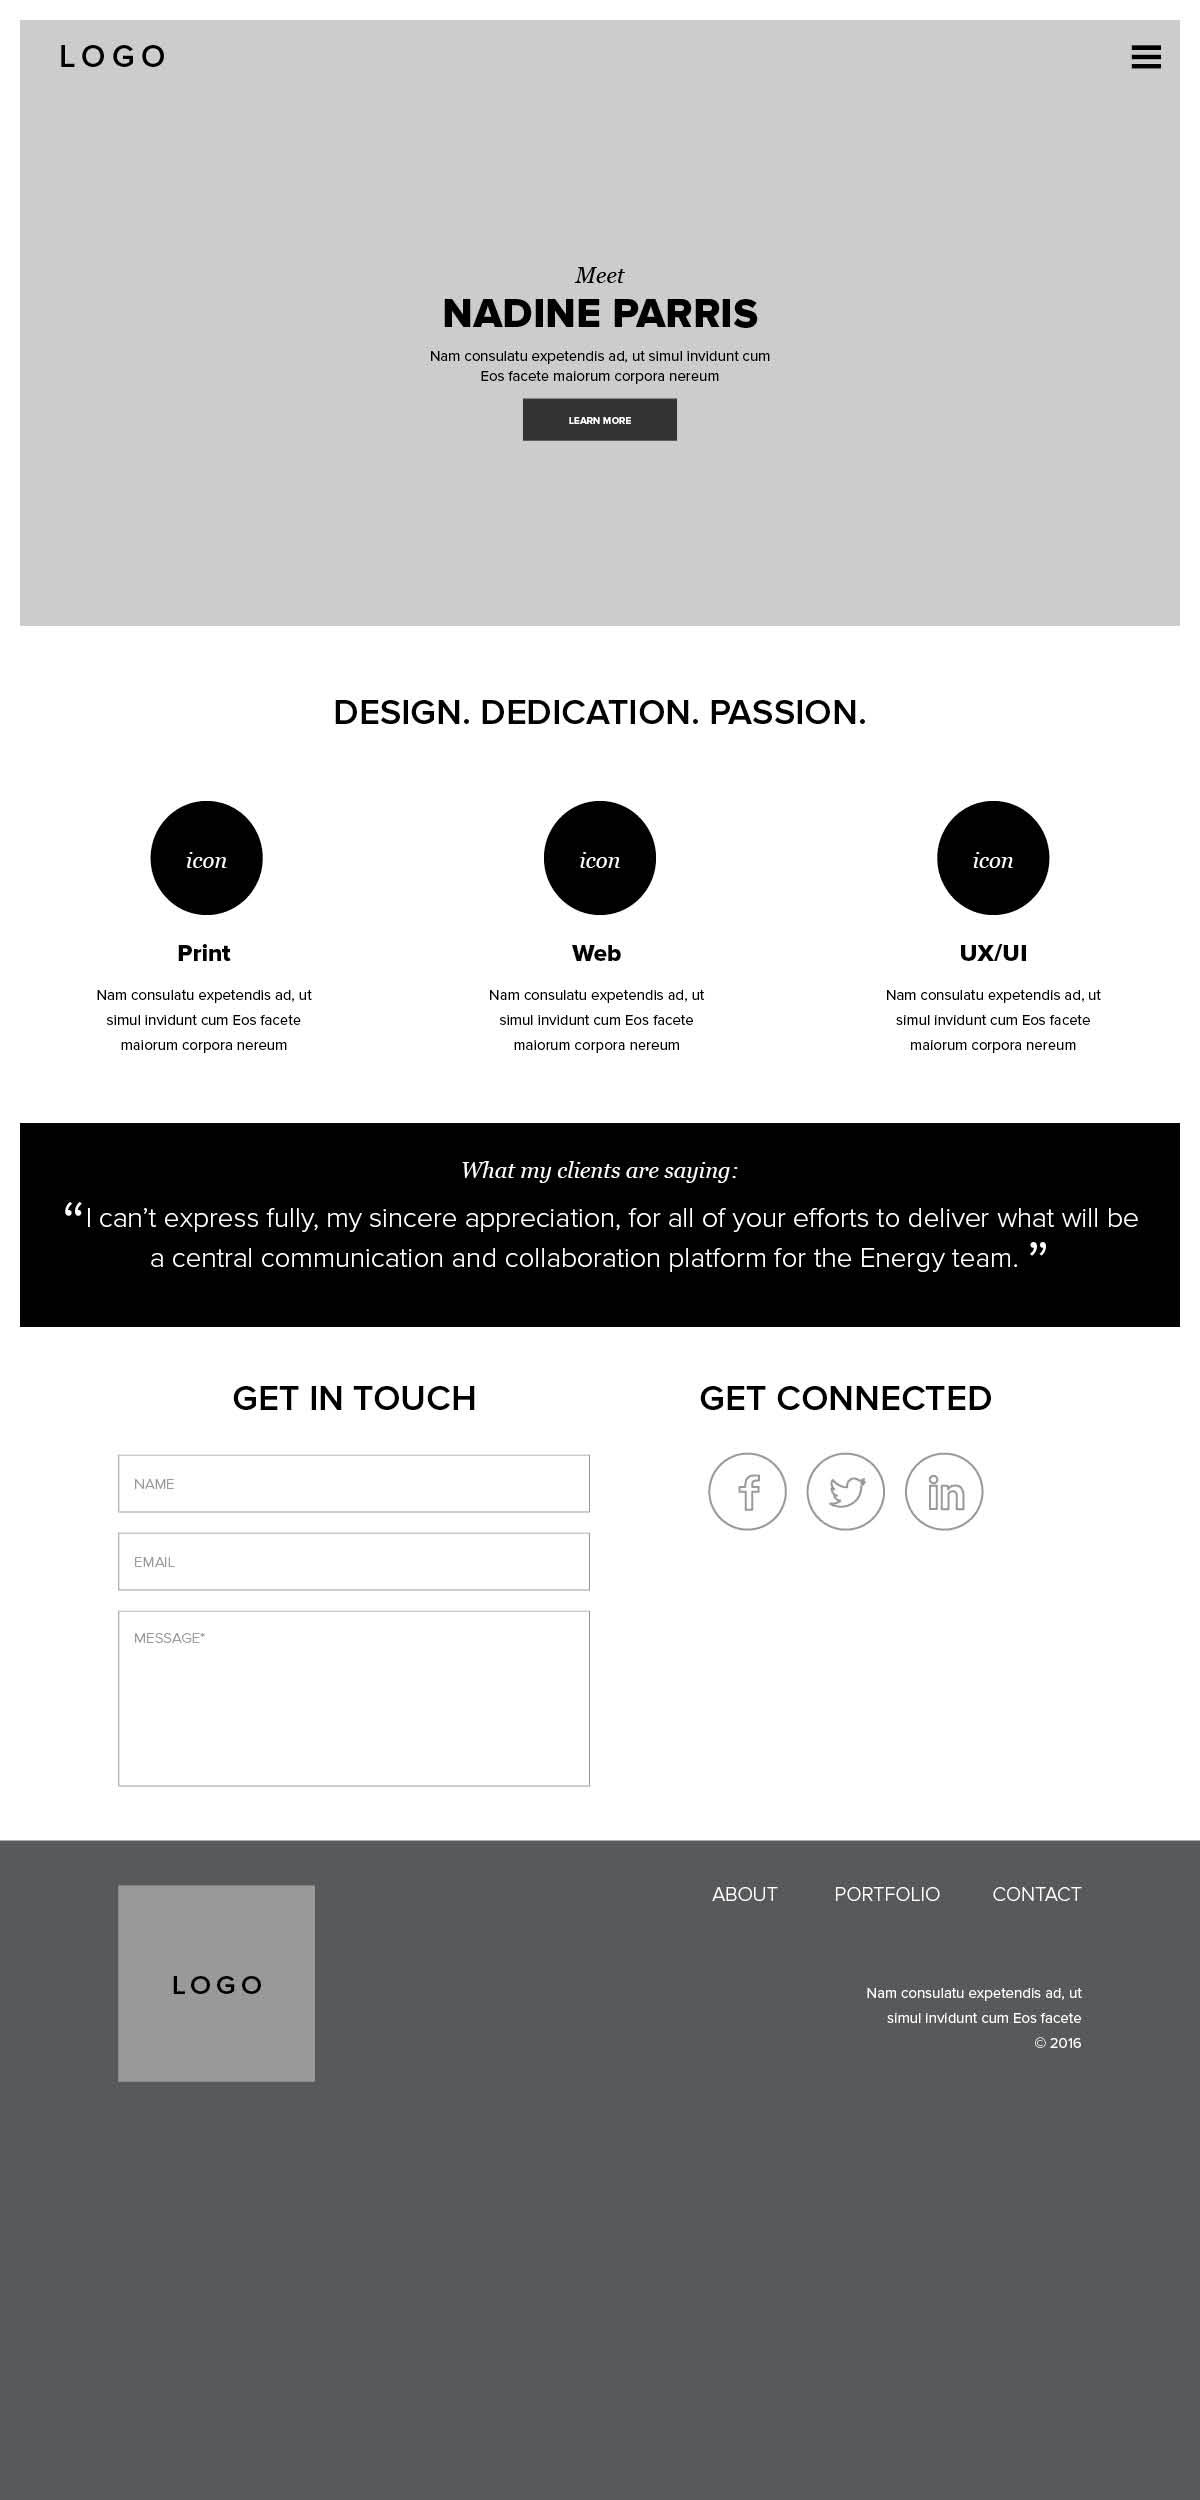 LOGO
Meet
NADINE PARRIS
Nam consulatu expetendis ad, ut simul invidunt cum
Eos facete maiorum corpora nereum
LEARN MORE
DESIGN. DEDICATION. PASSION.
icon
Print
Nam consulatu expetendis ad, ut
simul invidunt cum Eos facete
maiorum corpora nereum
icon
Web
Nam consulatu expetendis ad, ut
simul invidunt cum Eos facete
maiorum corpora nereum
icon
UX/UI
Nam consulatu expetendis ad, ut
simul invidunt cum Eos facete
maiorum corpora nereum
What my clients are saying:
“I can’t express fully, my sincere appreciation, for all of your efforts to deliver what will be
a central communication and collaboration platform for the Energy team. ”
GET IN TOUCH
NAME
EMAIL
MESSAGE*
GET CONNECTED
f
in
LOGO
ABOUT PORTFOLIO CONTACT
Nam consulatu expetendis ad, ut
simul invidunt cum Eos facete
© 2016